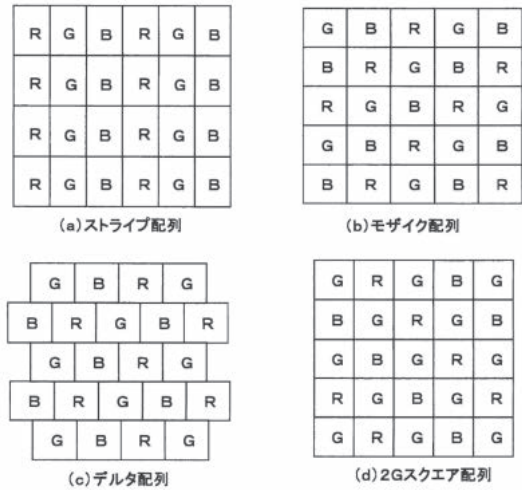 R G B R G B
R G B R G B
R G B R G B
R G B R G B
(a)ストライプ配列
G B R G B
B R G B R
R G B R G
G B R G B
B R G B R
(b)モザイク配列
G B R G
B R G B R
G B R G
B R G B R
G B R G
(c)デルタ配列
G R G B G
B G R G B
G B G R G
R G B G R
G R G B G
(d)2Gスクエア配列